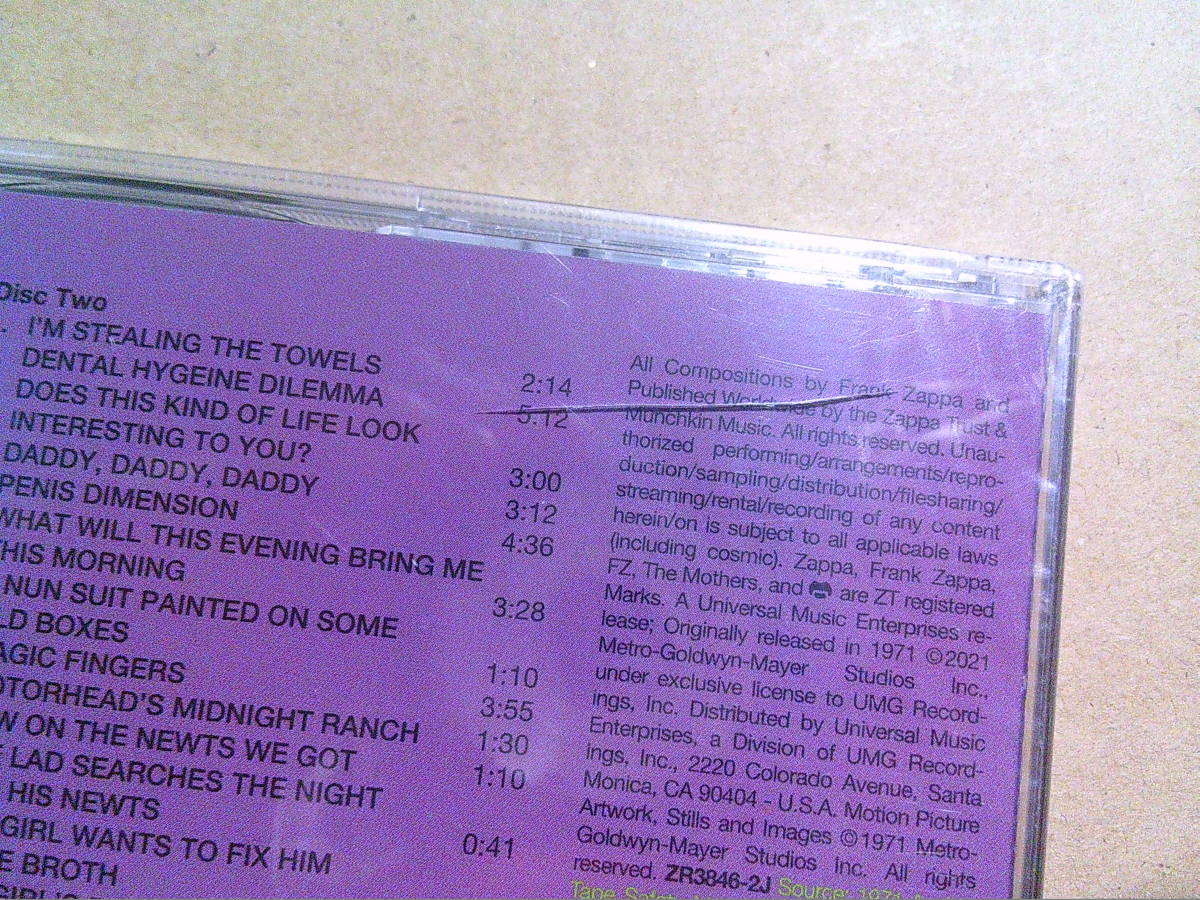 Disc Two
I'M STEALING THE TOWELS 2:14
DENTAL HYGEINE DILEMMA 5:12
DOES THIS KIND OF LIFE LOOK
INTERESTING TO YOU? 3:00
DADDY, DADDY, DADDY 3:12
PENIS DIMENSION 4:36
WHAT WILL THIS EVENING BRING ME
THIS MORNING 3:28
NUN SUIT PAINTED ON SOME
LD BOXES 1:10
AGIC FINGERS 3:55
OTORHEAD'S MIDNIGHT RANCH 1:30
W ON THE NEWTS WE GOT 1:10
LAD SEARCHES THE NIGHT
HIS NEWTS 0:41
GIRL WANTS TO FIX HIM
E BROTH
All Compositions by Frank Zappa and
Published Worldwide by the Zappa Trust &
Munchkin Music. All rights reserved. Unau-
thorized performing/arrangements/repro-
duction/sampling/distribution/filesharing/
streaming/rental/recording of any content
herein/on is subject to all applicable laws
(including cosmic). Zappa, Frank Zappa,
FZ, The Mothers, and are ZT registered
Marks. A Universal Music Enterprises re-
lease; Originally released in 1971 ©2021
Metro-Goldwyn-Mayer Studios Inc.,
under exclusive license to UMG Record-
ings, Inc. Distributed by Universal Music
Enterprises, a Division of UMG Record-
ings, Inc., 2220 Colorado Avenue, Santa
Monica, CA 90404 - U.S.A. Motion Picture
Artwork, Stills and Images ©1971 Metro-
Goldwyn-Mayer Studios Inc. All rights
reserved. ZR3846-2J Source: 1971
Tape